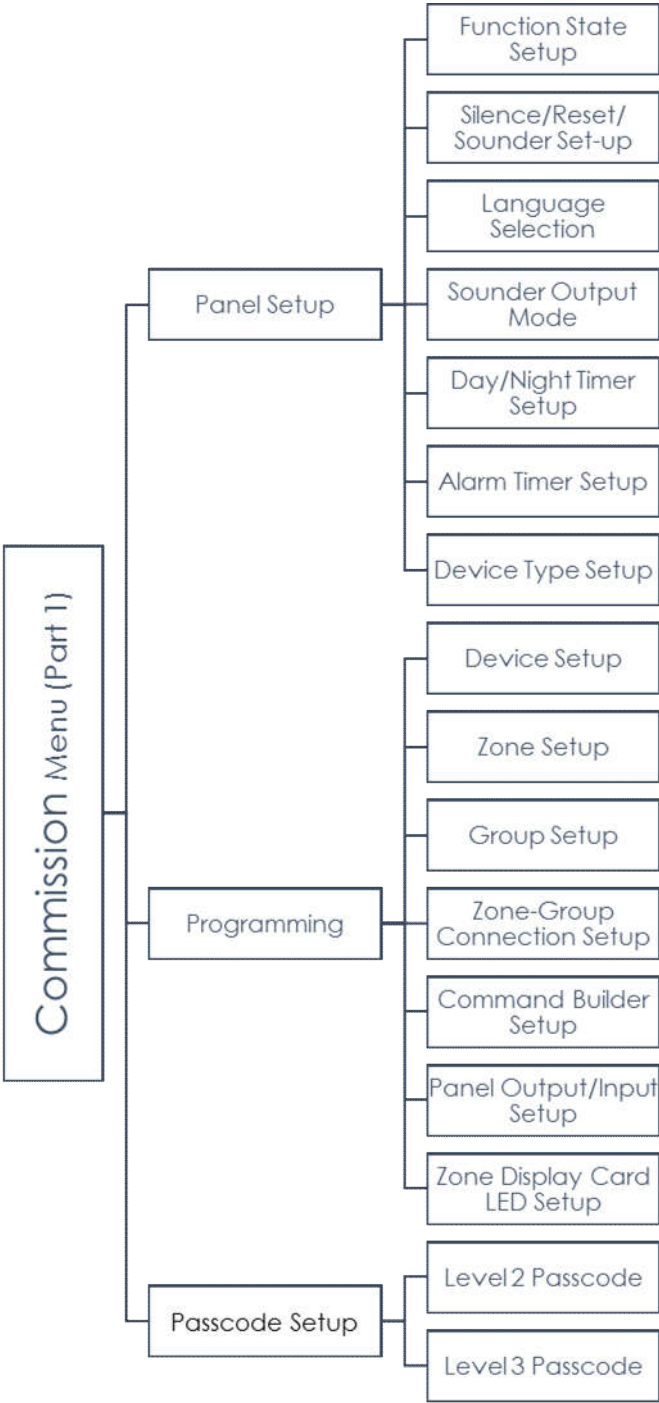 Commission Menu (Part 1)
Panel Setup
Function State
Setup
Silence/Reset/
Sounder Set-up
Language
Selection
Sounder Output
Mode
Day/Night Timer
Setup
Alarm Timer Setup
Device Type Setup
Programming
Device Setup
Zone Setup
Group Setup
Zone-Group
Connection Setup
Command Builder
Setup
Panel Output/Input
Setup
Zone Display Card
LED Setup
Passcode Setup
Level 2 Passcode
Level 3 Passcode